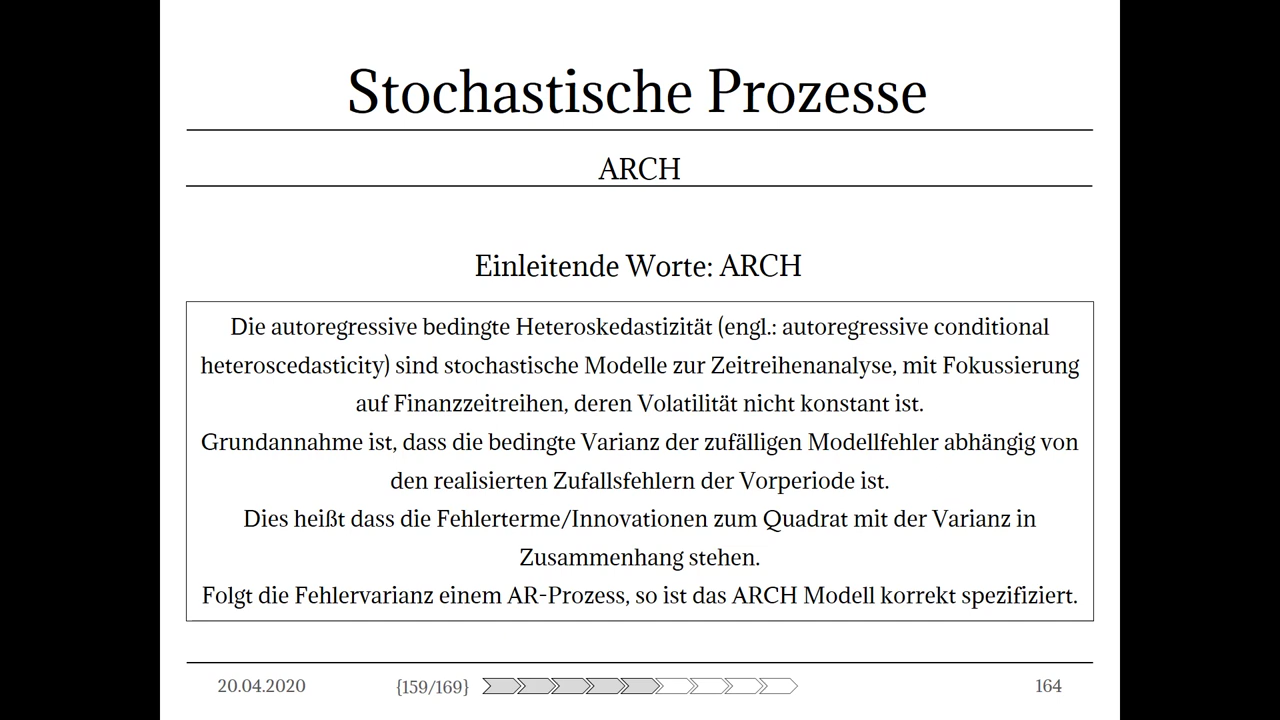 Stochastische Prozesse
ARCH
Einleitende Worte: ARCH
Die autoregressive bedingte Heteroskedastizität (engl.: autoregressive conditional
heteroscedasticity) sind stochastische Modelle zur Zeitreihenanalyse, mit Fokussierung
auf Finanzzeitreihen, deren Volatilität nicht konstant ist.
Grundannahme ist, dass die bedingte Varianz der zufälligen Modellfehler abhängig von
den realisierten Zufallsfehlern der Vorperiode ist.
Dies heißt dass die Fehlerterme/Innovationen zum Quadrat mit der Varianz in
Zusammenhang stehen.
Folgt die Fehlervarianz einem AR-Prozess, so ist das ARCH Modell korrekt spezifiziert.
20.04.2020 {159/169} 164